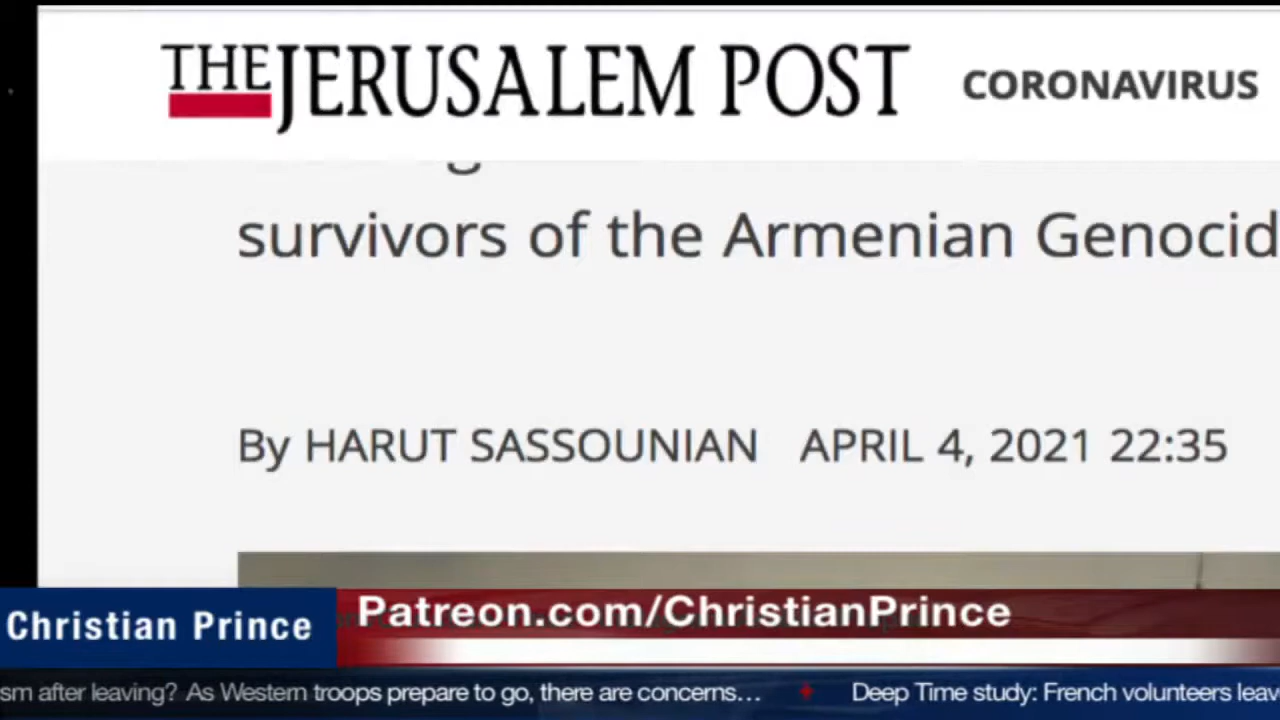 THE JERUSALEM POST CORONAVIRUS
survivors of the Armenian Genocid
By HARUT SASSOUNIAN APRIL 4, 2021 22:35
Christian Prince
Patreon.com/ChristianPrince
sm after leaving? As Western troops prepare to go, there are concerns... Deep Time study: French volunteers leav